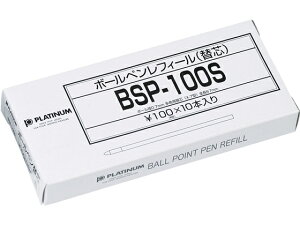 ボールペンレフィール(替芯)
BSP-100S
¥100×10本入り
PLATINUM
BALL POINT PEN REFILL